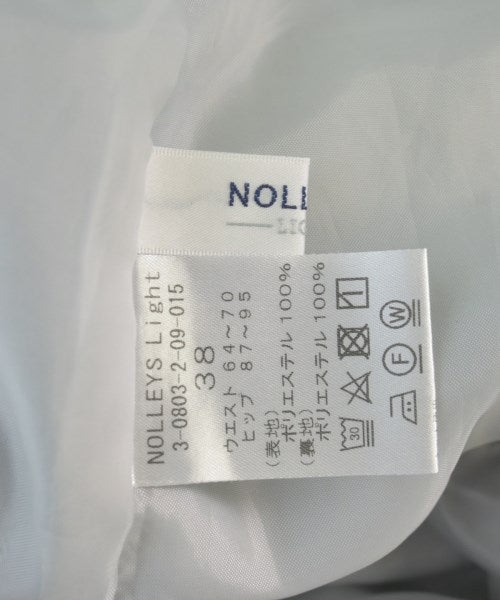 NOLL
LIG
NOLLEYS Light
3-0803-2-09-015
38
ウエスト 64～70
ヒップ 87～95
(表地)
ポリエステル 100%
(裏地)
ポリエステル 100%
30
F
W